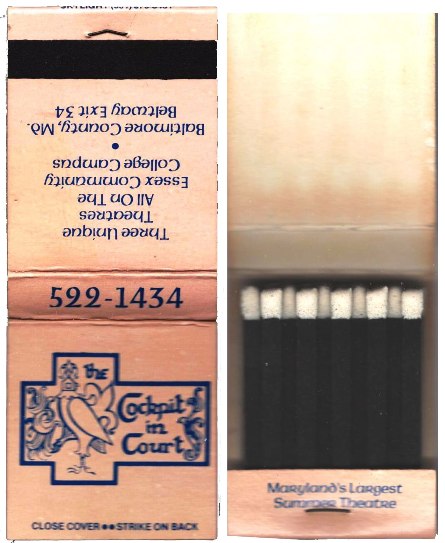 Three Unique
Theatres
All On The
Essex Community
College Campus
•
Baltimore County, Md.
Beltway Exit 34
522-1434
the
Cockpit
in
Court
CLOSE COVER ●● STRIKE ON BACK
Maryland's Largest
Summer Theatre